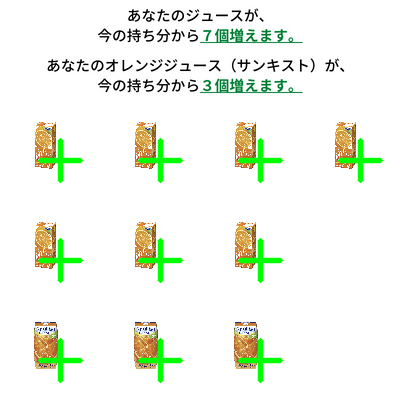 あなたのジュースが、
今の持ち分から７個増えます。
あなたのオレンジジュース（サンキスト）が、
今の持ち分から３個増えます。